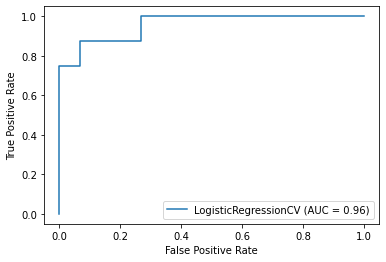 1.0
0.8
0.6
0.4
0.2
0.0
True Positive Rate
LogisticRegressionCV (AUC = 0.96)
0.0 0.2 0.4 0.6 0.8 1.0
False Positive Rate